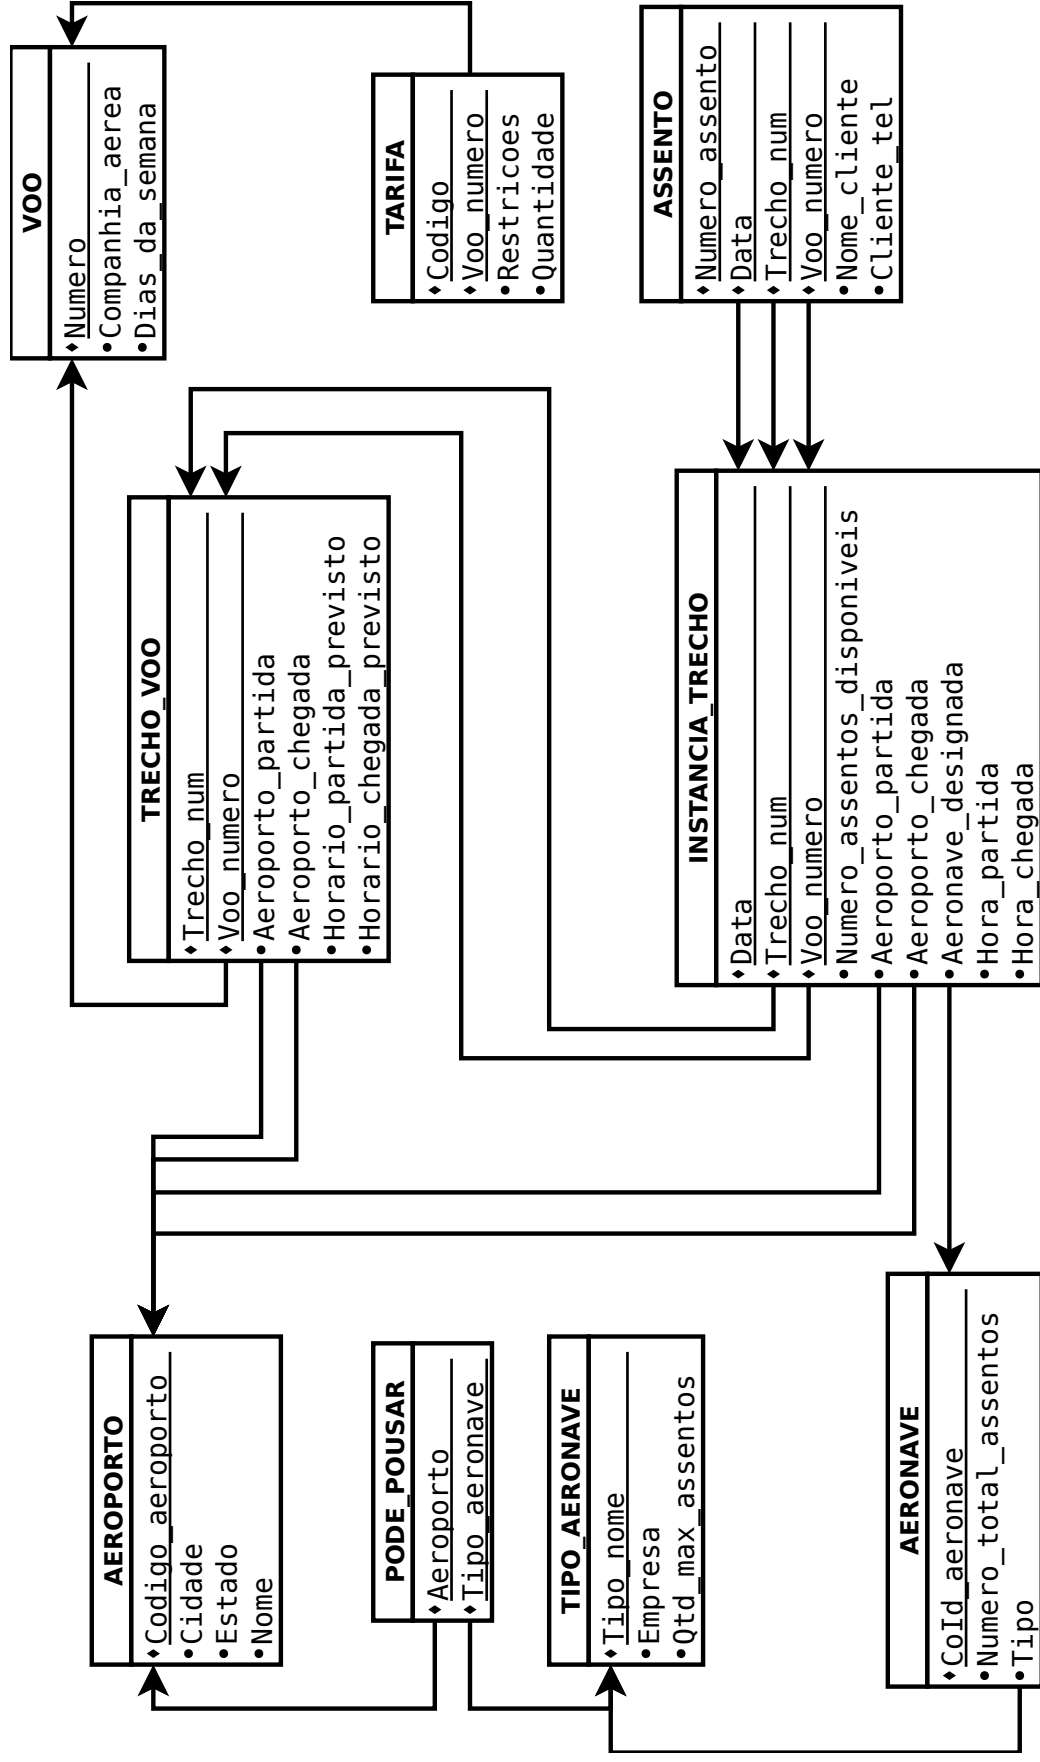 AEROPORTO
Codigo_aeroporto
Cidade
Estado
Nome
TRECHO_VOO
Trecho_num
Voo_numero
Aeroporto_partida
Aeroporto_chegada
Horario_partida_previsto
Horario_chegada_previsto
VOO
Numero
Companhia_aerea
Dias_da_semana
PODE_POUSAR
Aeroporto
Tipo_aeronave
TARIFA
Codigo
Voo_numero
Restricoes
Quantidade
TIPO_AERONAVE
Tipo_nome
Empresa
Qtd_max_assentos
INSTANCIA_TRECHO
Data
Trecho_num
Voo_numero
Numero_assentos_disponiveis
Aeroporto_partida
Aeroporto_chegada
Aeronave_designada
Hora_partida
Hora_chegada
ASSENTO
Numero_assento
Data
Trecho_num
Voo_numero
Nome_cliente
Cliente_tel
AERONAVE
CoId_aeronave
Numero_total_assentos
Tipo